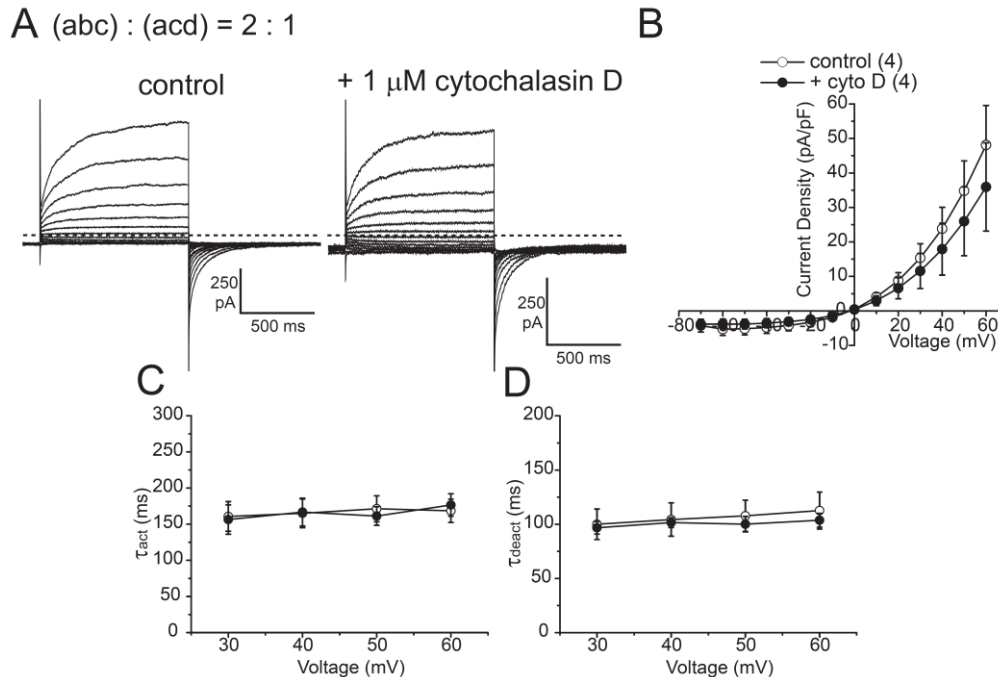 A (abc) : (acd) = 2 : 1
control
+ 1 μM cytochalasin D
250
pA
500 ms
250
pA
500 ms
B
control (4)
+ cyto D (4)
Current Density (pA/pF)
60
50
40
30
20
10
0
-10
-80
-20
0
20
40
60
Voltage (mV)
C
300
250
200
150
100
50
0
τact (ms)
30
40
50
60
Voltage (mV)
D
200
150
100
50
0
τdeact (ms)
30
40
50
60
Voltage (mV)